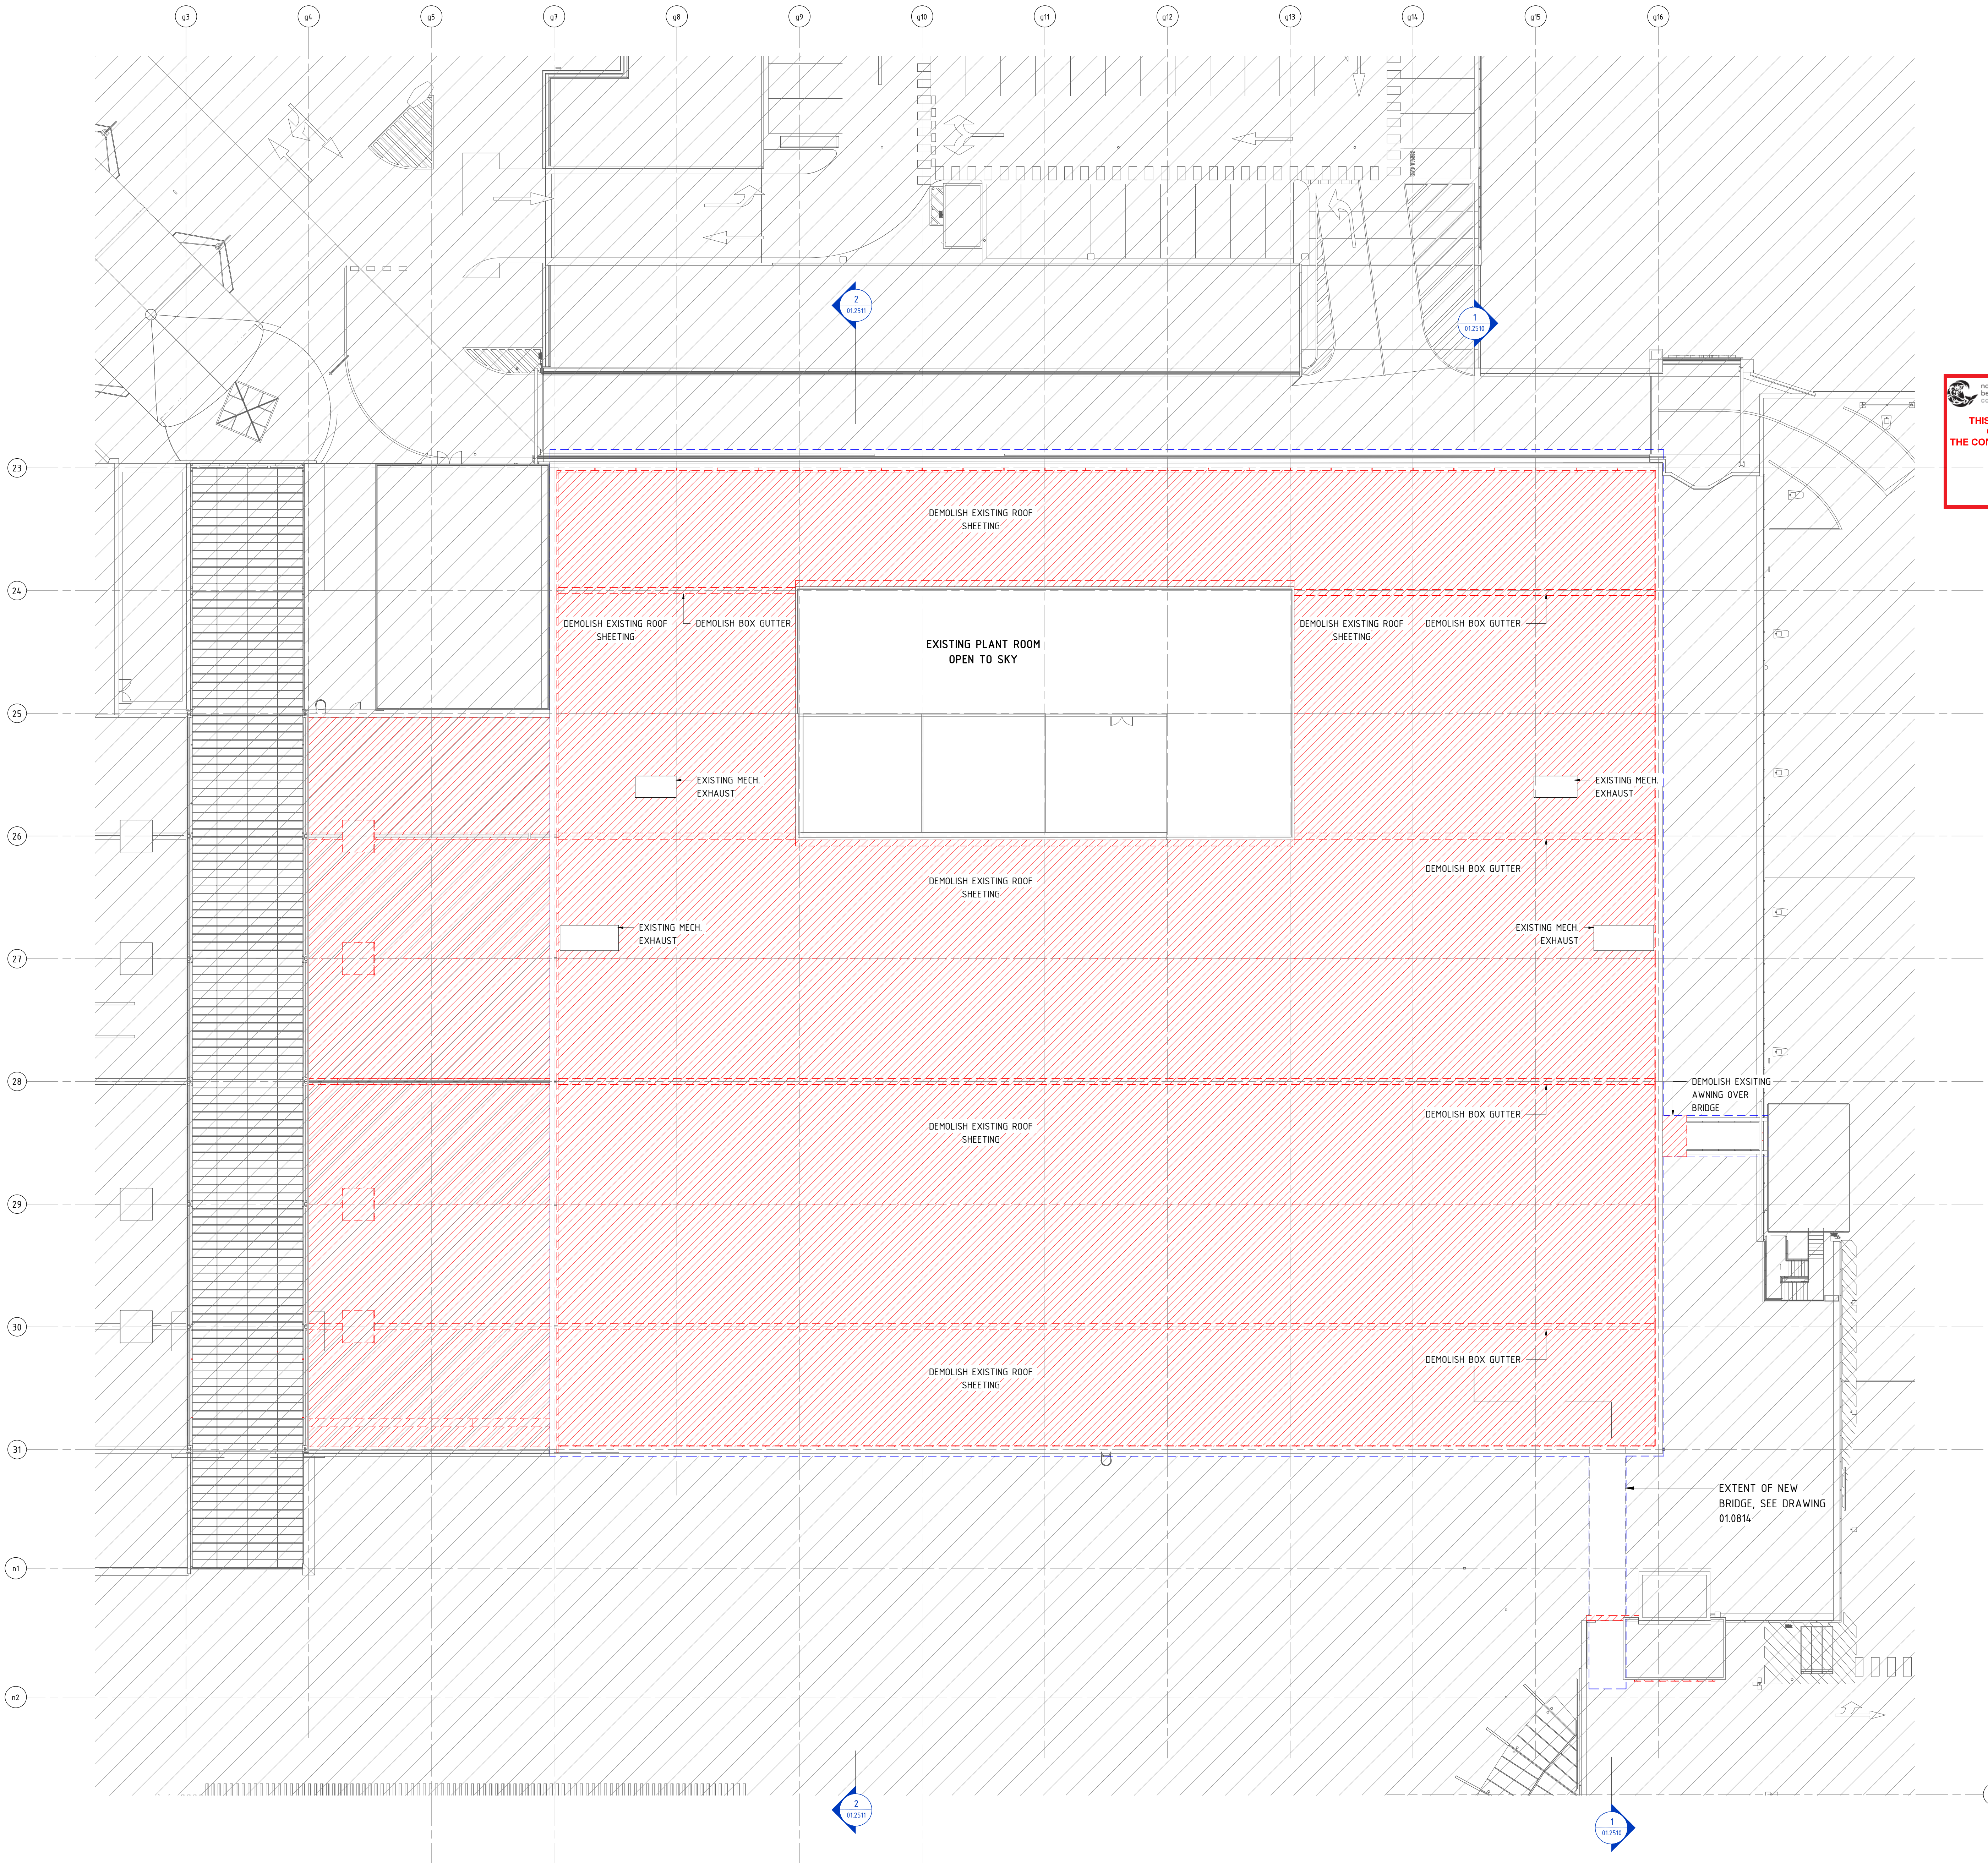 g3 g4 g5 g7 g8 g9 g10 g11 g12 g13 g14 g15 g16
2
01.2511
1
01.2510
no
be
co
THIS
THE CON
23
DEMOLISH EXISTING ROOF
SHEETING
24
DEMOLISH EXISTING ROOF
SHEETING
DEMOLISH BOX GUTTER
DEMOLISH EXISTING ROOF
SHEETING
DEMOLISH BOX GUTTER
EXISTING PLANT ROOM
OPEN TO SKY
25
EXISTING MECH.
EXHAUST
EXISTING MECH.
EXHAUST
26
DEMOLISH BOX GUTTER
DEMOLISH EXISTING ROOF
SHEETING
EXISTING MECH.
EXHAUST
EXISTING MECH.
EXHAUST
27
28
DEMOLISH EXSITING
AWNING OVER
BRIDGE
DEMOLISH BOX GUTTER
DEMOLISH EXISTING ROOF
SHEETING
29
30
DEMOLISH BOX GUTTER
DEMOLISH EXISTING ROOF
SHEETING
31
EXTENT OF NEW
BRIDGE, SEE DRAWING
01.0814
n1
n2
2
01.2511
1
01.2510